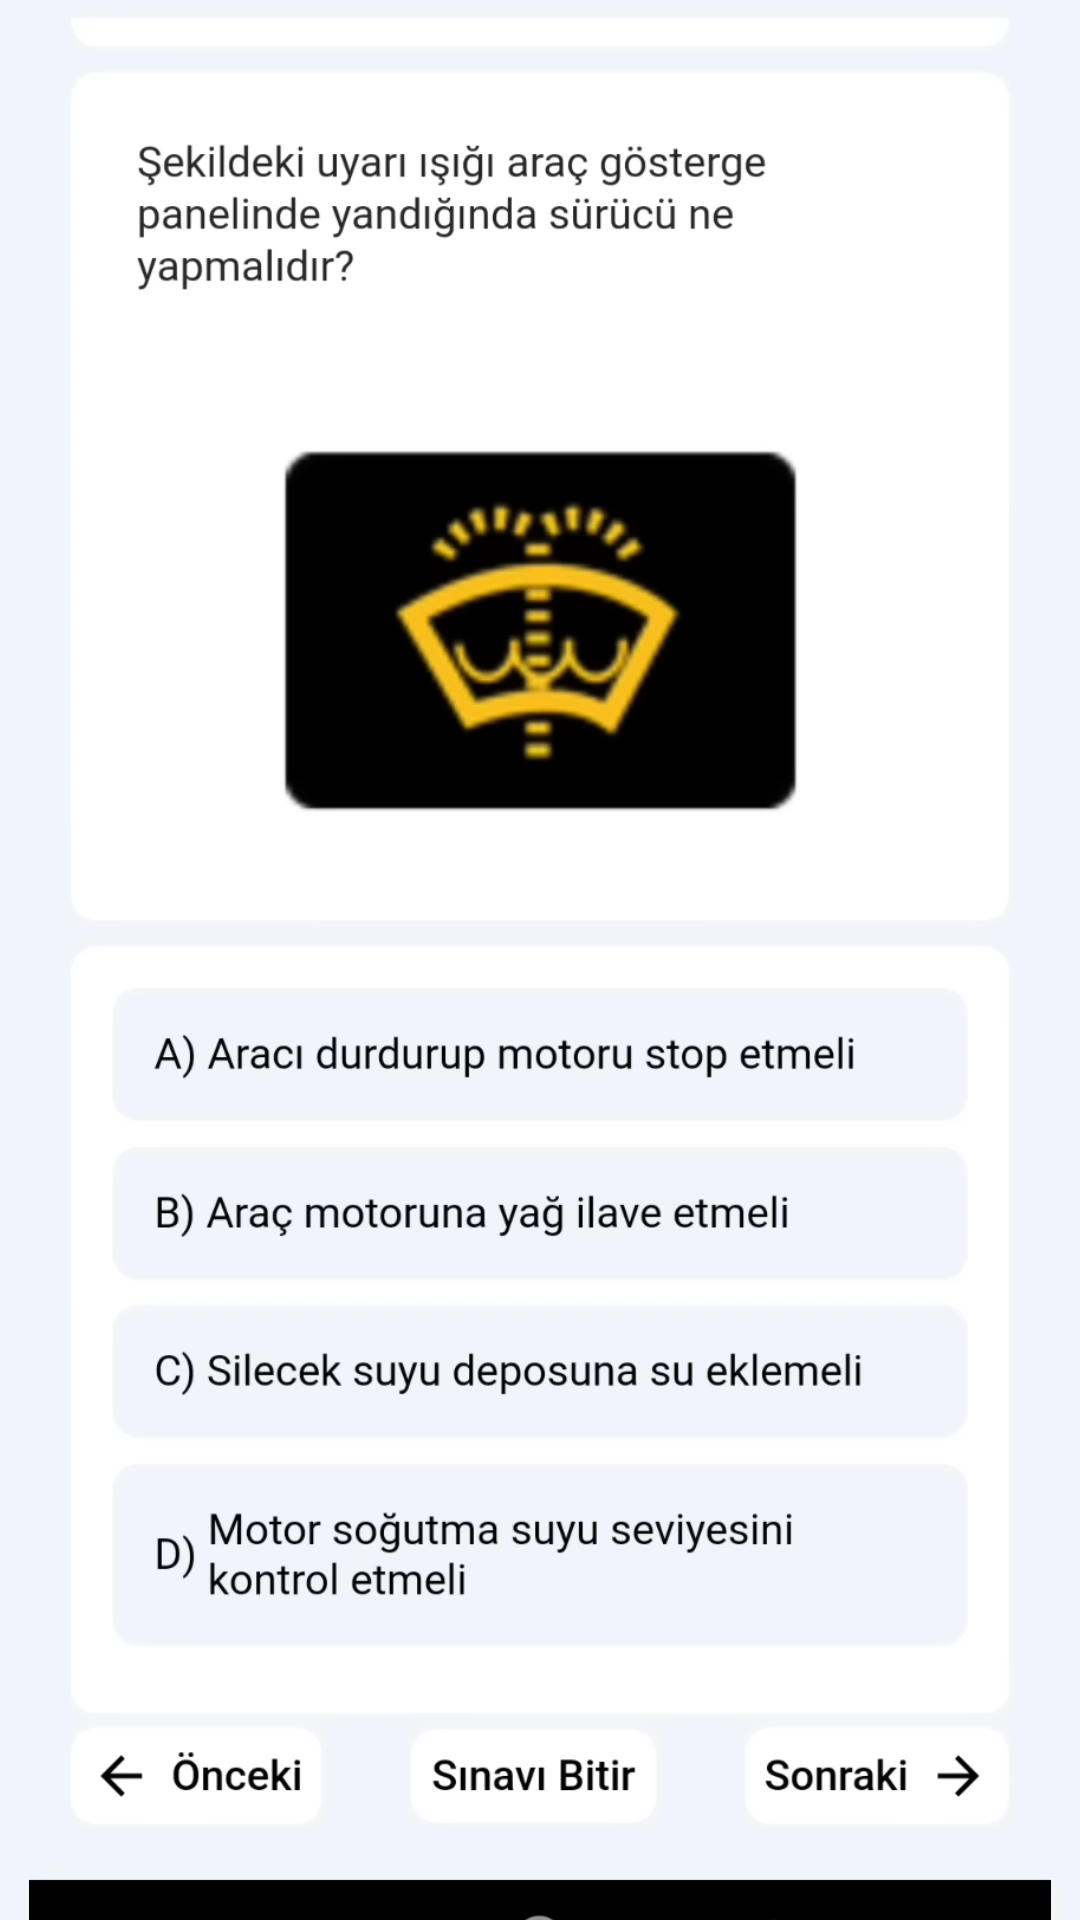 Şekildeki uyarı ışığı araç gösterge
panelinde yandığında sürücü ne
yapmalıdır?
A) Aracı durdurup motoru stop etmeli
B) Araç motoruna yağ ilave etmeli
C) Silecek suyu deposuna su eklemeli
D) Motor soğutma suyu seviyesini
kontrol etmeli
Önceki
Sınavı Bitir
Sonraki